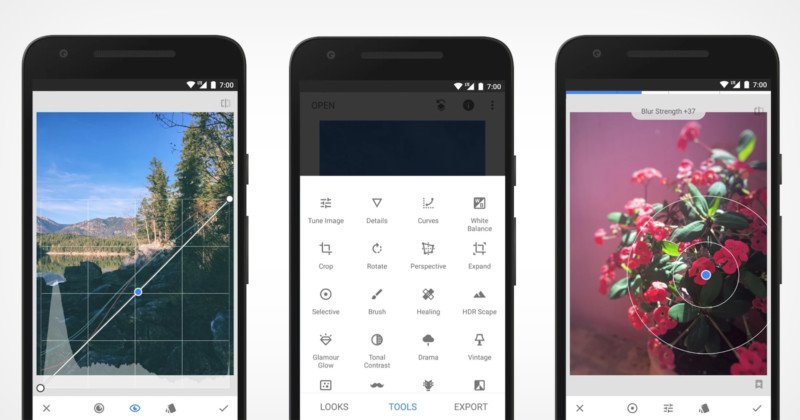 7:00
7:00
OPEN
Tune Image
Details
Curves
White
Balance
Crop
Rotate
Perspective
Expand
Selective
Brush
Healing
HDR Scape
Glamour
Glow
Tonal
Contrast
Drama
Vintage
LOOKS
TOOLS
EXPORT
7:00
Blur Strength +37